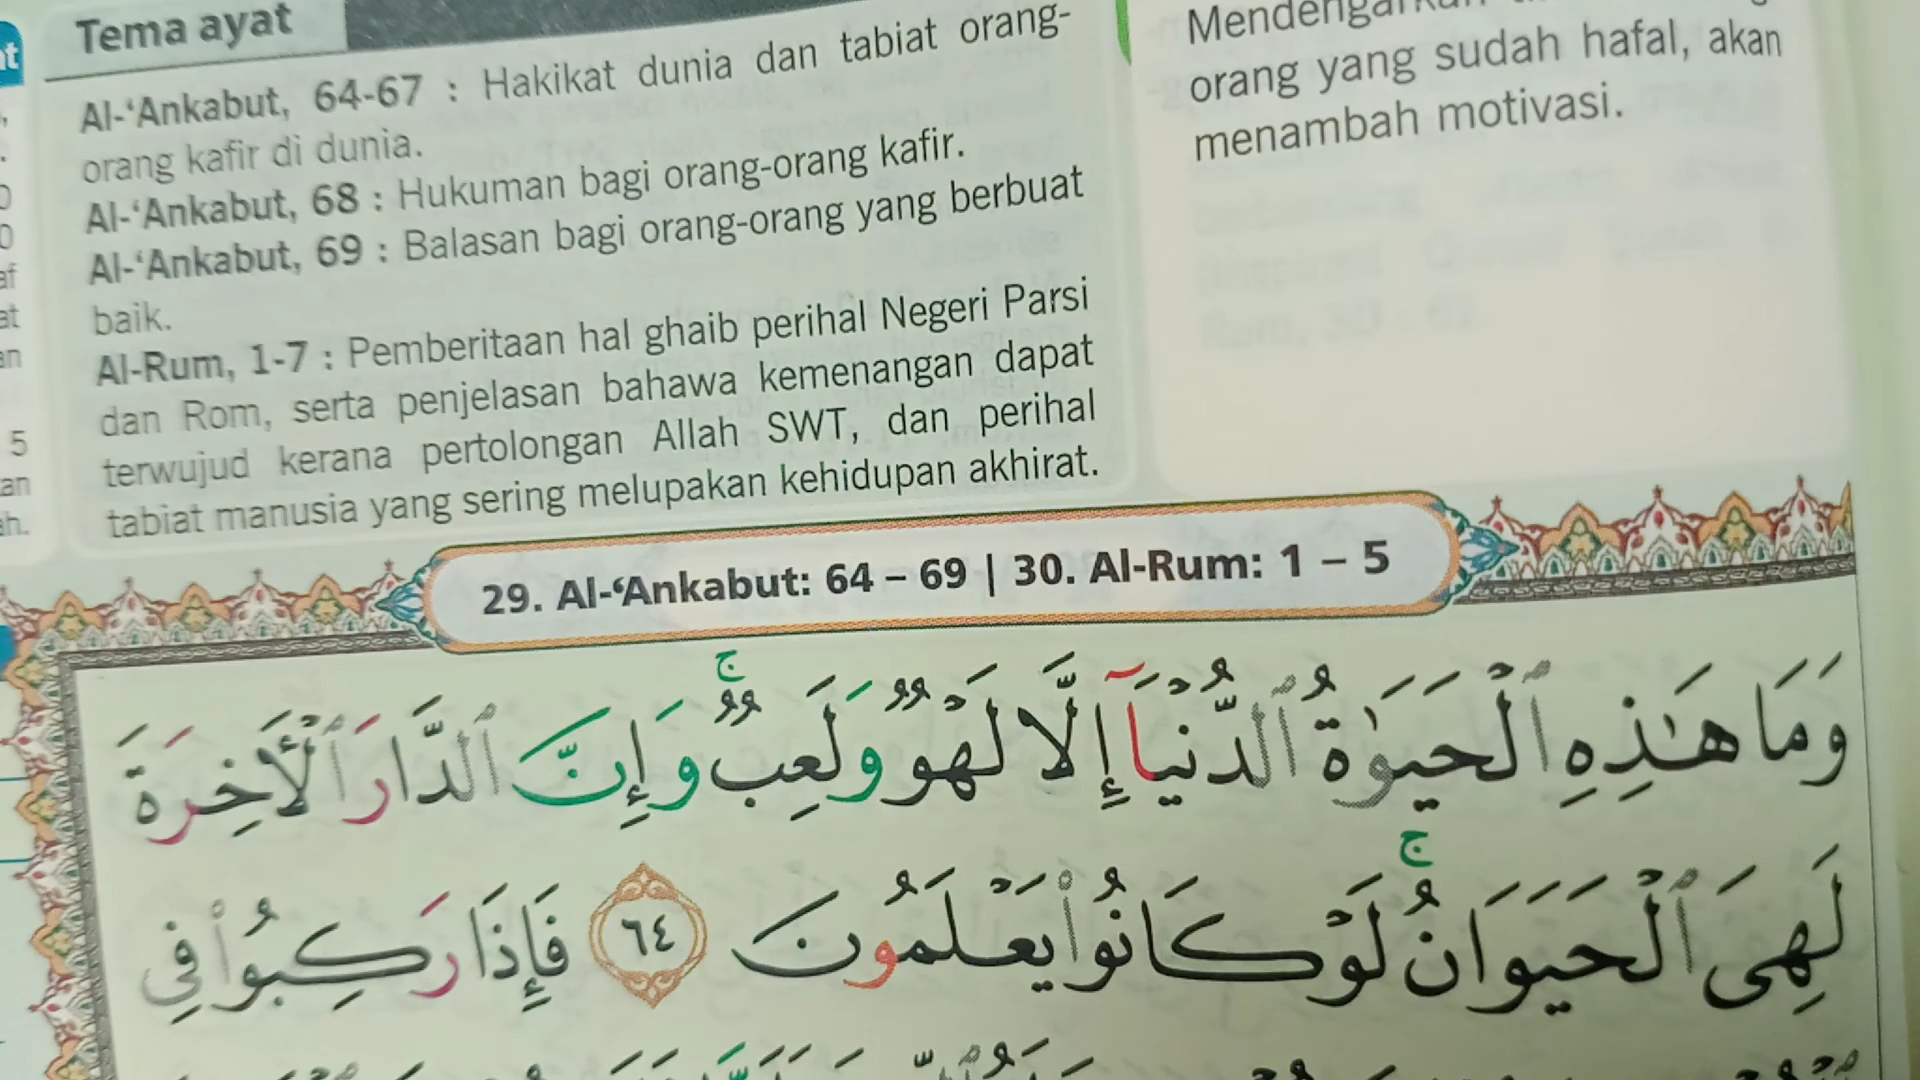 Tema ayat
Al-‘Ankabut, 64-67 : Hakikat dunia dan tabiat orang-
orang kafir di dunia.
Al-‘Ankabut, 68 : Hukuman bagi orang-orang kafir.
Al-‘Ankabut, 69 : Balasan bagi orang-orang yang berbuat
baik.
Al-Rum, 1-7 : Pemberitaan hal ghaib perihal Negeri Parsi
dan Rom, serta penjelasan bahawa kemenangan dapat
terwujud kerana pertolongan Allah SWT, dan perihal
tabiat manusia yang sering melupakan kehidupan akhirat.
Mendengarkan
orang yang sudah hafal, akan
menambah motivasi.
29. Al-‘Ankabut: 64 – 69 | 30. Al-Rum: 1 – 5
وَمَا هَٰذِهِ ٱلْحَيَوٰةُ ٱلدُّنْيَآ إِلَّا لَهْوٌ وَلَعِبٌ ۚ وَإِنَّ ٱلدَّارَ ٱلْأَخِرَةَ
لَهِىَ ٱلْحَيَوَانُ ۚ لَوْ كَانُوا۟ يَعْلَمُونَ ٦٤ فَإِذَا رَكِبُوا۟ فِى